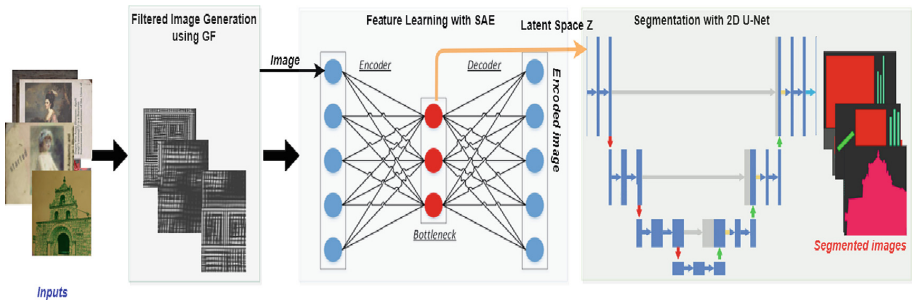 Filtered Image Generation
using GF
Feature Learning with SAE
Latent Space Z
Segmentation with 2D U-Net
Image
Encoder
Decoder
Encoded image
Bottleneck
Segmented images
Inputs